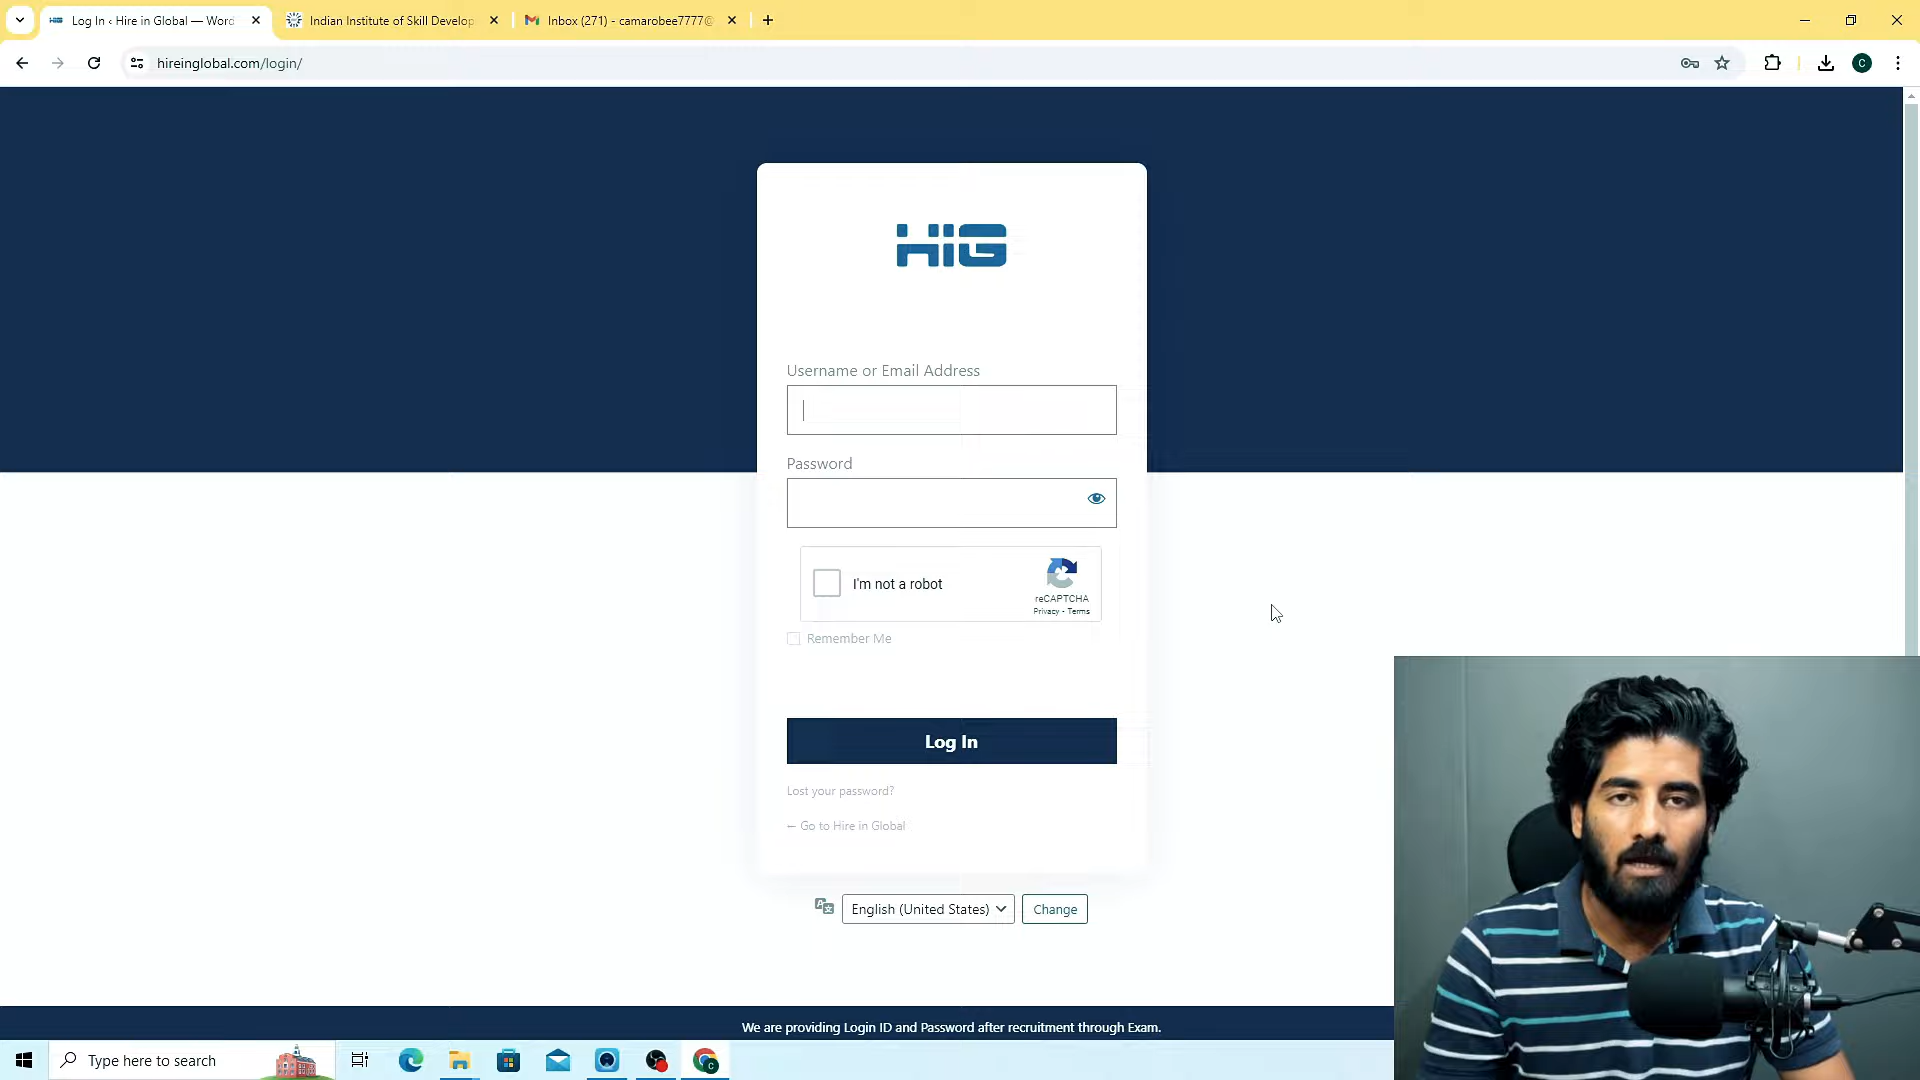 Log In ‹ Hire in Global — Word
Indian Institute of Skill Develop
Inbox (271) - camarobee7777@
hireinglobal.com/login/
C
HiG
Username or Email Address
Password
I'm not a robot
reCAPTCHA
Privacy - Terms
Remember Me
Log In
Lost your password?
← Go to Hire in Global
English (United States)
Change
We are providing Login ID and Password after recruitment through Exam.
Type here to search